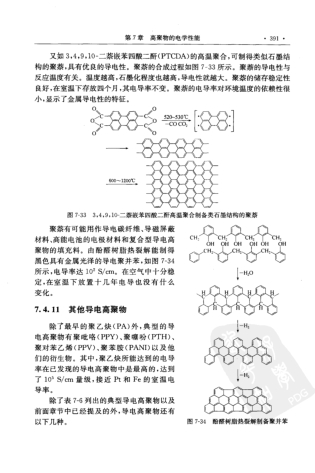 第7章 高聚物的电学性能 · 391 ·
又如 3,4,9,10-二萘嵌苯四酸二酐(PTCDA)的高温聚合,可制得类似石墨结
构的聚萘,具有优良的导电性。聚萘的合成过程如图 7-33 所示。聚萘的导电性与
反应温度有关。温度越高,石墨化程度也越高,导电性就越大。聚萘的储存稳定性
良好,在室温下存放四个月,其电导率不变。聚萘的电导率对环境温度的依赖性很
小,显示了金属导电性的特征。
520~530℃
-CO CO₂
600~1100℃
图 7-33 3,4,9,10-二萘嵌苯四酸二酐高温聚合制备类石墨结构的聚萘
聚萘有可能用作导电碳纤维、导磁屏蔽
材料、高能电池的电极材料和复合型导电高
聚物的填充料。由酚醛树脂热裂解能制得
黑色具有金属光泽的导电聚并苯,如图 7-34
所示,电导率达 10² S/cm。在空气中十分稳
定,在室温下放置十几年电导也没有什么
变化。
7.4.11 其他导电高聚物
除了最早的聚乙炔(PA)外,典型的导
电高聚物有聚吡咯(PPY)、聚噻吩(PTH)、
聚对苯乙烯(PPV)、聚苯胺(PANI)以及他
们的衍生物。其中,聚乙炔所能达到的电导
率在已发现的导电高聚物中是最高的,达到
了 10⁵ S/cm 量级,接近 Pt 和 Fe 的室温电
导率。
除了表 7-6 列出的典型导电高聚物以及
前面章节中已经提及的外,导电高聚物还有
以下几种。
CH₂ CH₂ CH₂
OH OH OH OH
-H₂O
-H₂
-H₂
图 7-34 酚醛树脂热裂解制备聚并苯